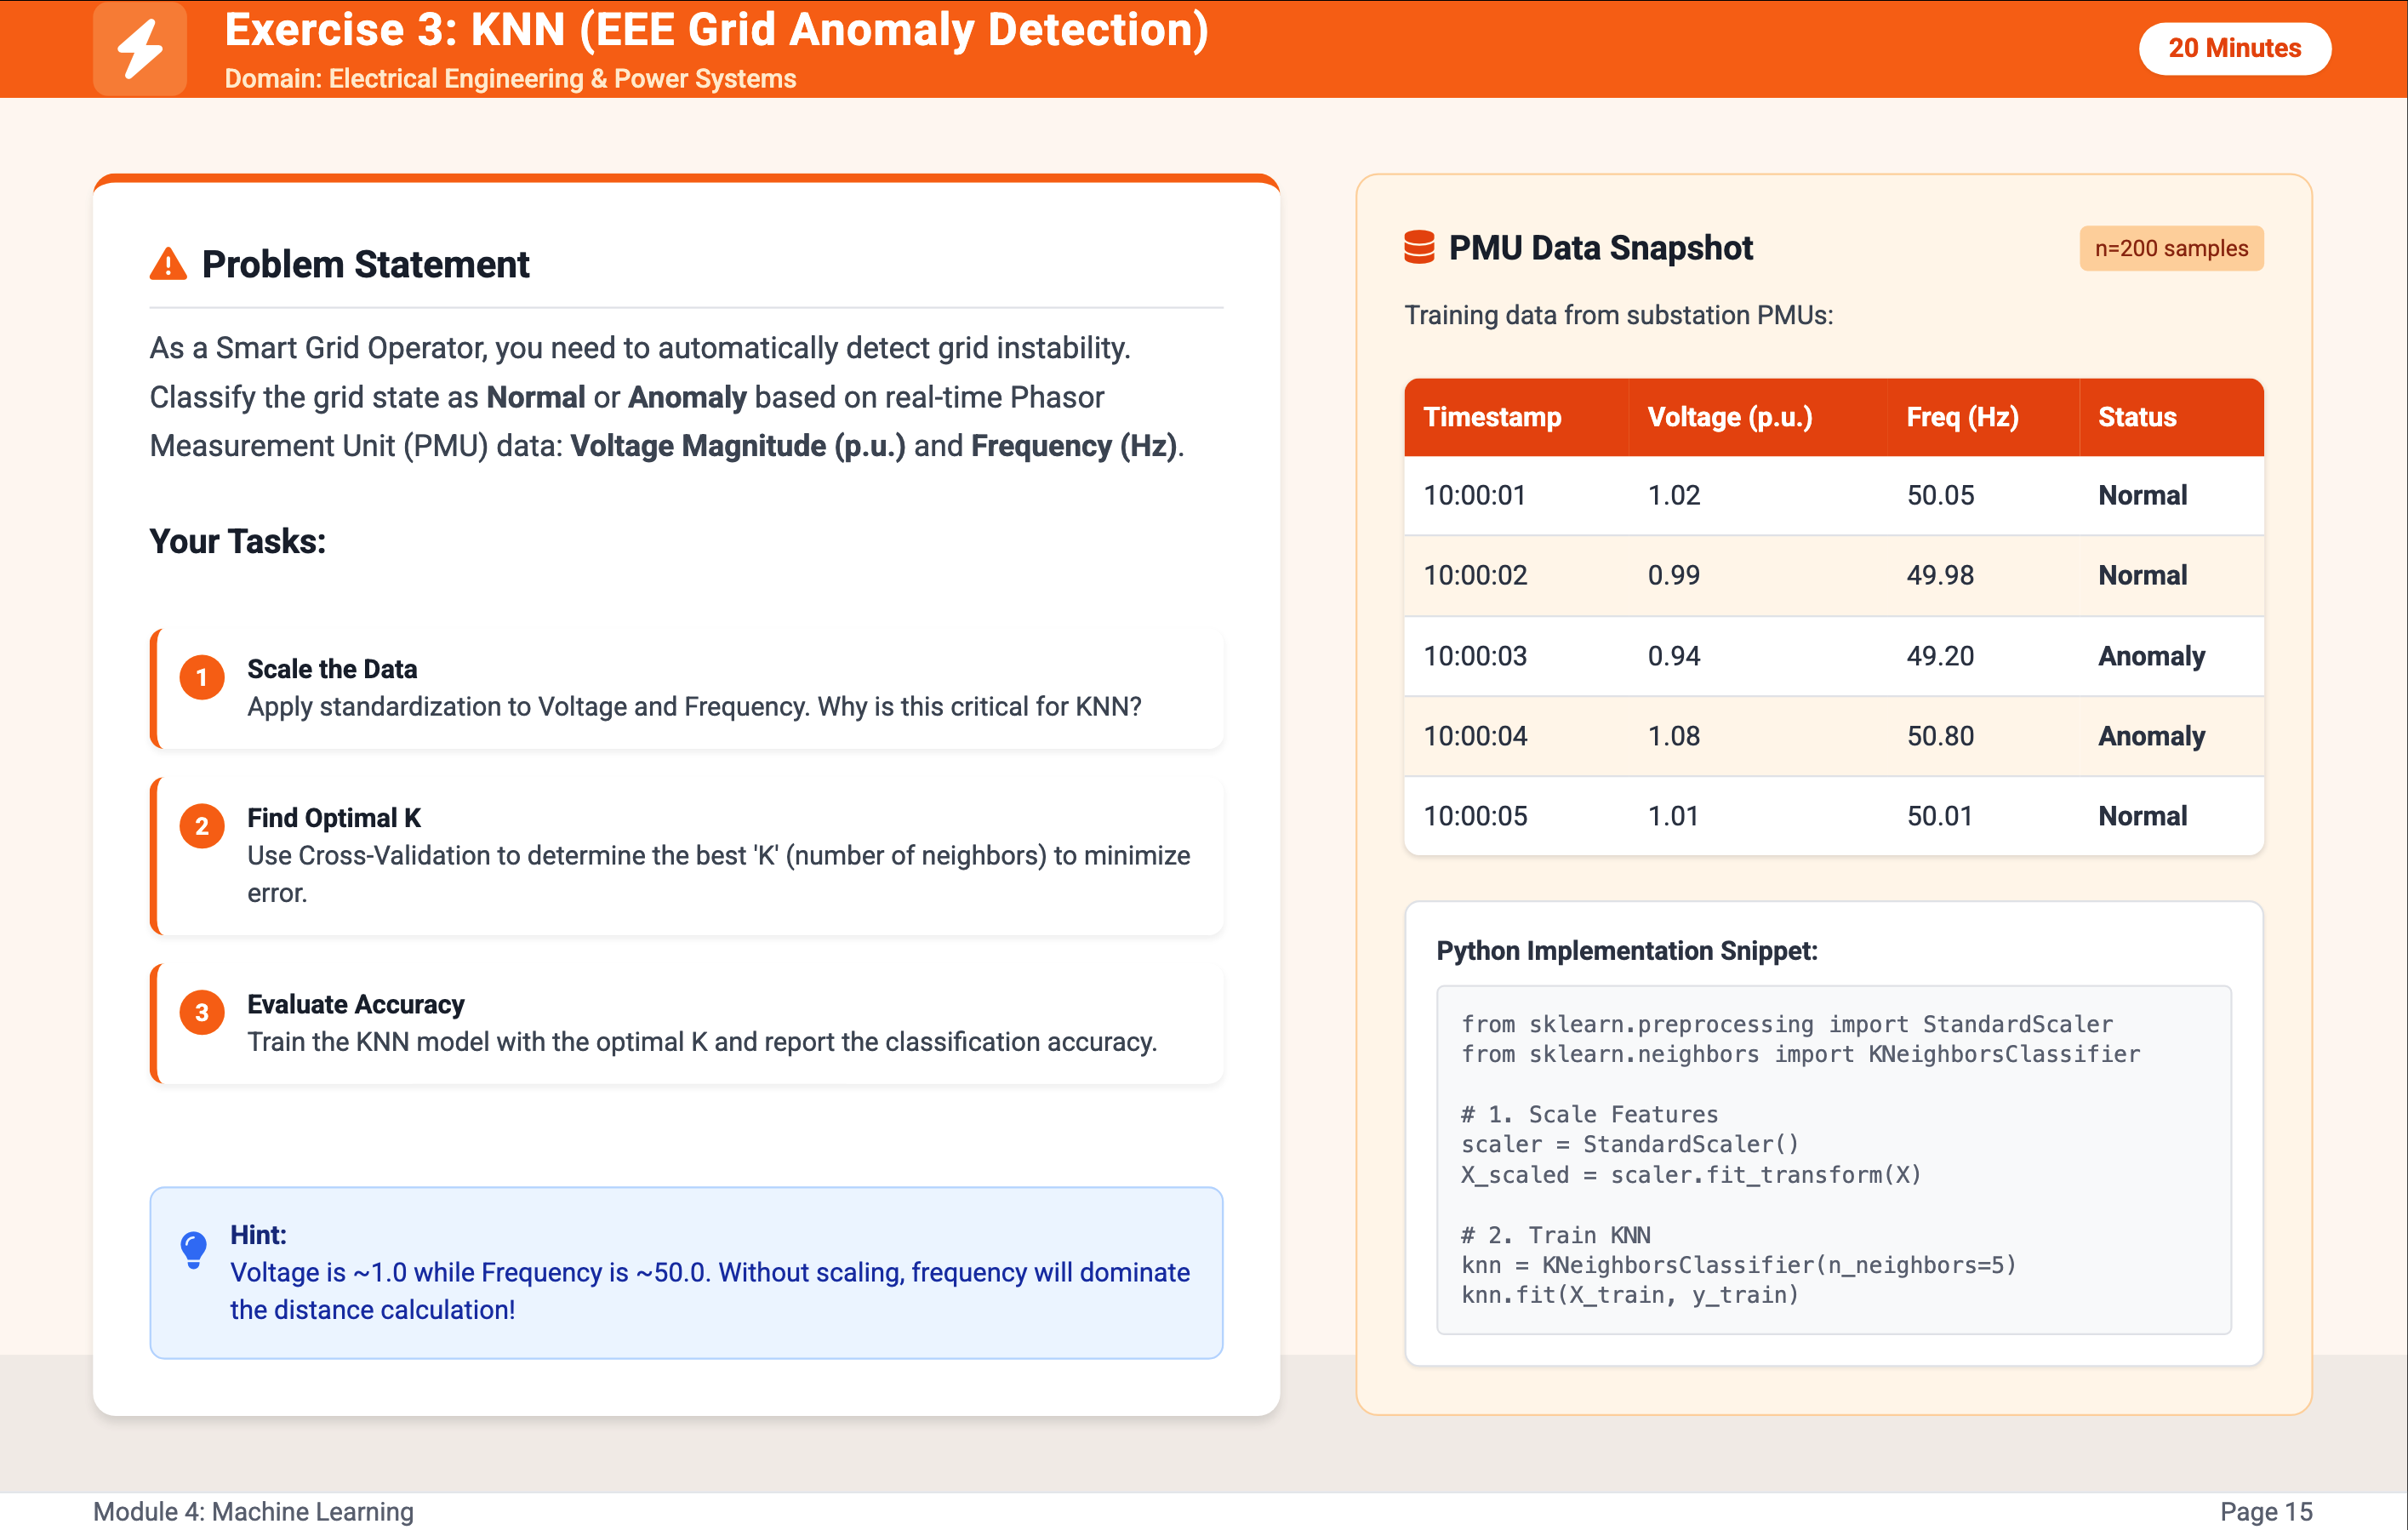 Exercise 3: KNN (EEE Grid Anomaly Detection)
Domain: Electrical Engineering & Power Systems
20 Minutes
Problem Statement
As a Smart Grid Operator, you need to automatically detect grid instability.
Classify the grid state as Normal or Anomaly based on real-time Phasor
Measurement Unit (PMU) data: Voltage Magnitude (p.u.) and Frequency (Hz).
Your Tasks:
1
Scale the Data
Apply standardization to Voltage and Frequency. Why is this critical for KNN?
2
Find Optimal K
Use Cross-Validation to determine the best 'K' (number of neighbors) to minimize
error.
3
Evaluate Accuracy
Train the KNN model with the optimal K and report the classification accuracy.
Hint:
Voltage is ~1.0 while Frequency is ~50.0. Without scaling, frequency will dominate
the distance calculation!
PMU Data Snapshot
n=200 samples
Training data from substation PMUs:
Timestamp Voltage (p.u.) Freq (Hz) Status
10:00:01 1.02 50.05 Normal
10:00:02 0.99 49.98 Normal
10:00:03 0.94 49.20 Anomaly
10:00:04 1.08 50.80 Anomaly
10:00:05 1.01 50.01 Normal
Python Implementation Snippet:
from sklearn.preprocessing import StandardScaler
from sklearn.neighbors import KNeighborsClassifier
# 1. Scale Features
scaler = StandardScaler()
X_scaled = scaler.fit_transform(X)
# 2. Train KNN
knn = KNeighborsClassifier(n_neighbors=5)
knn.fit(X_train, y_train)
Module 4: Machine Learning
Page 15